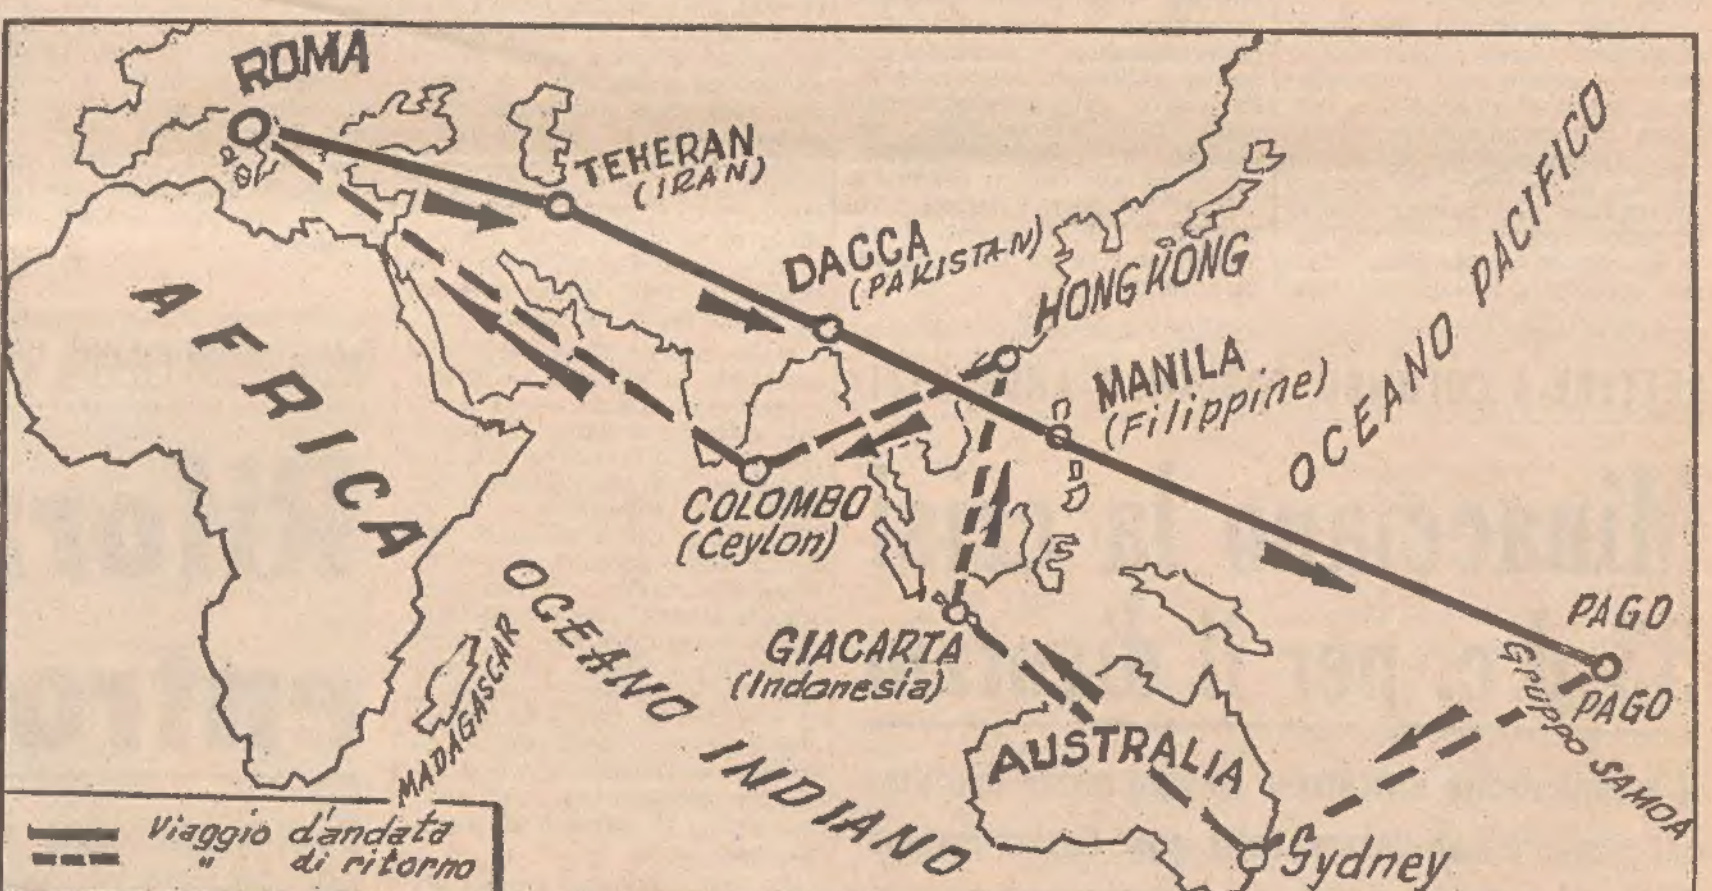 ROMA
TEHERAN
(IRAN)
DACCA
(PAKISTAN)
HONG KONG
MANILA
(Filippine)
OCEANO PACIFICO
AFRICA
COLOMBO
(Ceylon)
GIACARTA
(Indonesia)
OCEANO INDIANO
MADAGASCAR
AUSTRALIA
PAGO
PAGO
Gruppo SAMOA
Sydney
Viaggio d'andata
" di ritorno